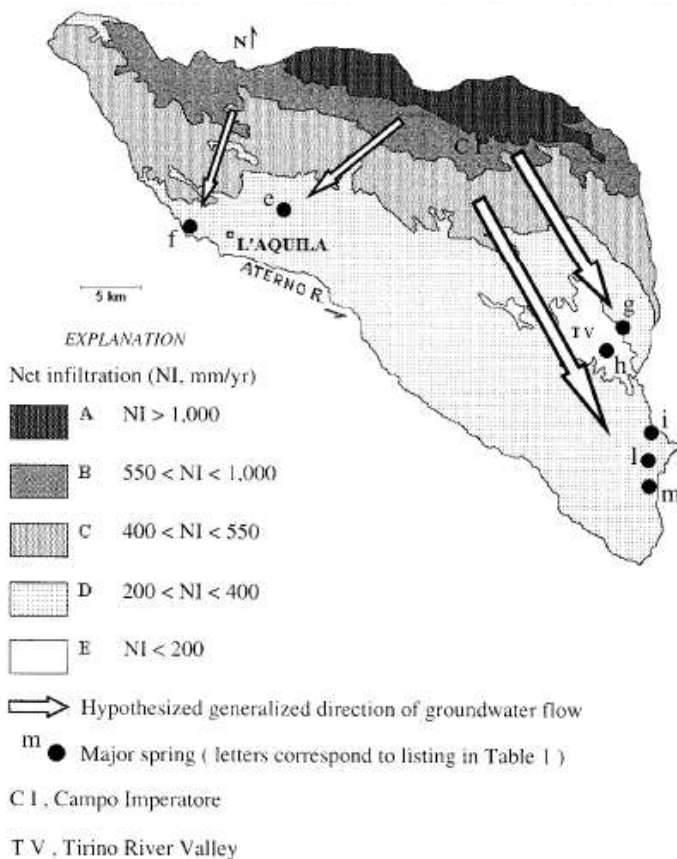 N
C I
e
f
L'AQUILA
ATERNO R.
5 km
g
T V
h
i
l
m
EXPLANATION
Net infiltration (NI, mm/yr)
A NI > 1,000
B 550 < NI < 1,000
C 400 < NI < 550
D 200 < NI < 400
E NI < 200
Hypothesized generalized direction of groundwater flow
m Major spring ( letters correspond to listing in Table 1 )
C I , Campo Imperatore
T V , Tirino River Valley